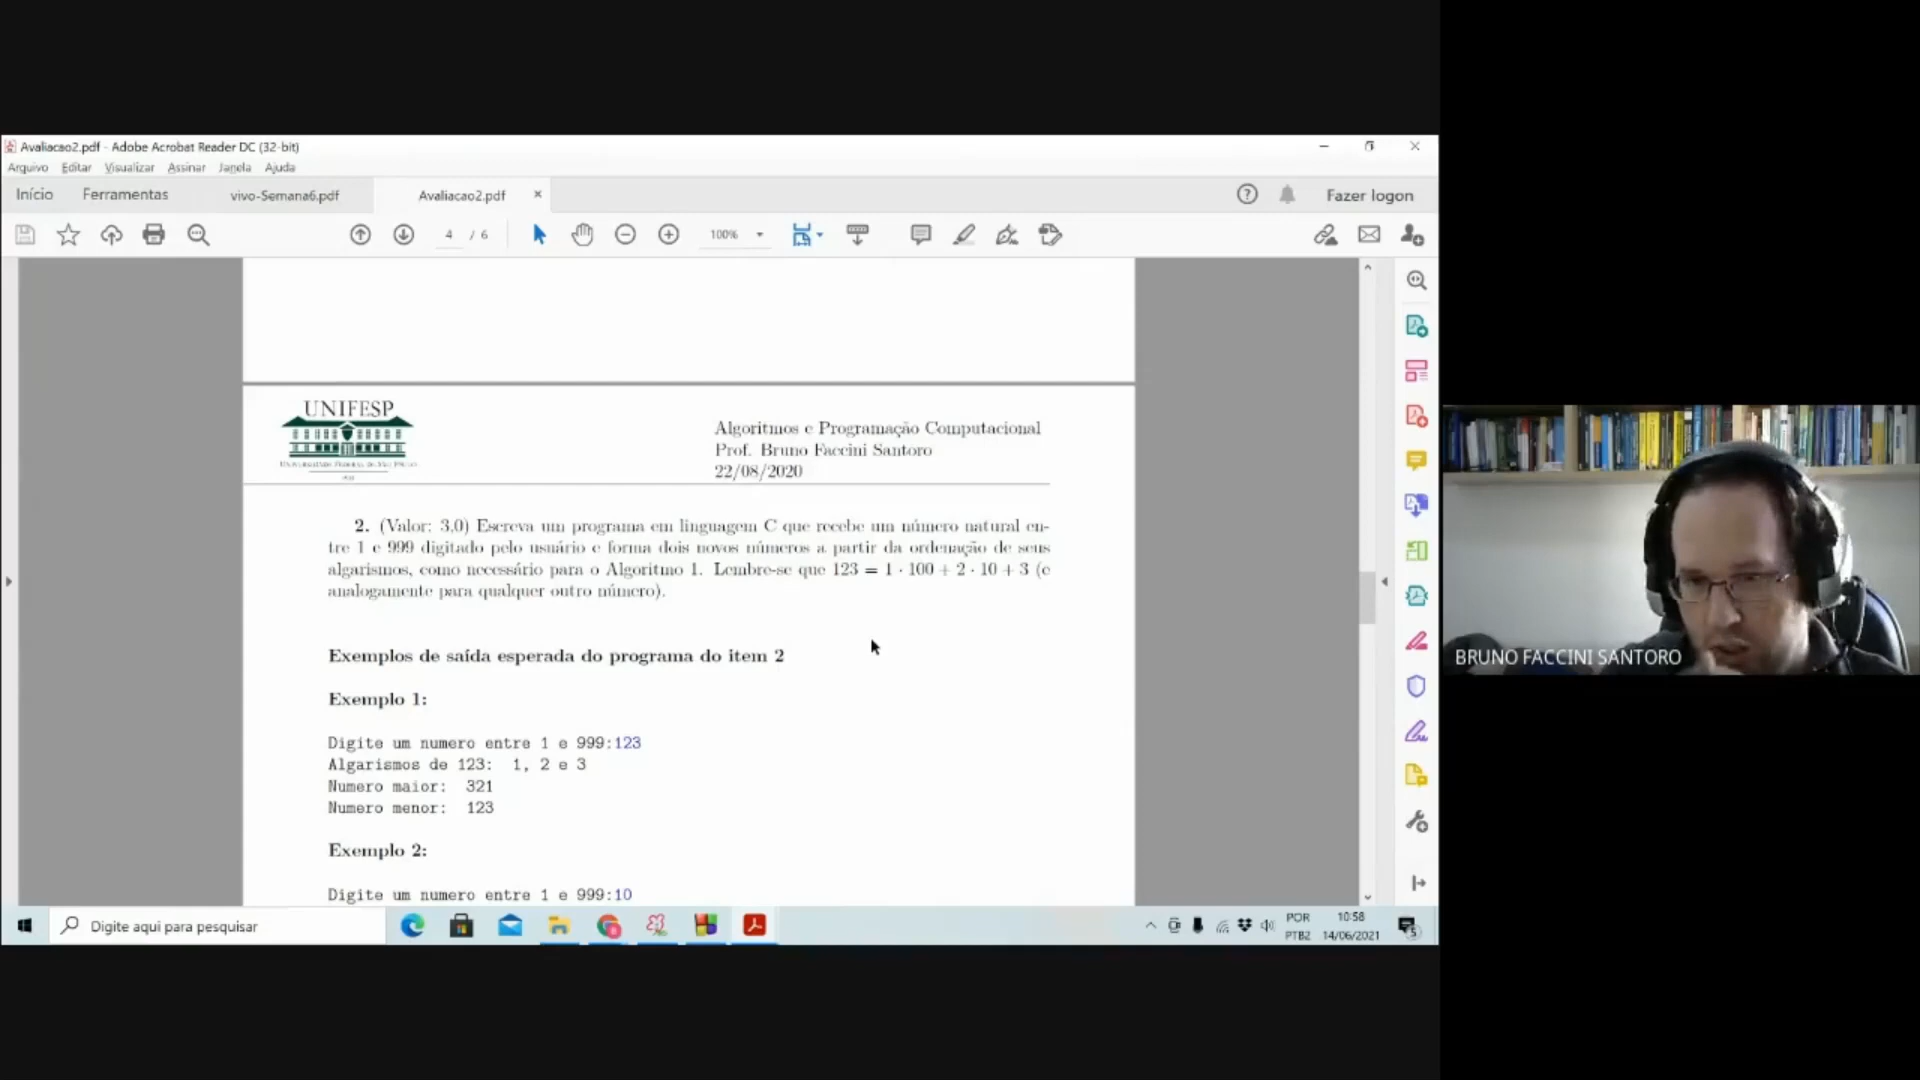 Avaliacao2.pdf - Adobe Acrobat Reader DC (32-bit)
Arquivo Editar Visualizar Assinar Janela Ajuda
Início Ferramentas vivo-Semana6.pdf Avaliacao2.pdf × Fazer logon
4 / 6 100%
UNIFESP
Universidade Federal de São Paulo
Algoritmos e Programação Computacional
Prof. Bruno Faccini Santoro
22/08/2020
2. (Valor: 3.0) Escreva um programa em linguagem C que recebe um número natural en-
tre 1 e 999 digitado pelo usuário e forma dois novos números a partir da ordenação de seus
algarismos, como necessário para o Algoritmo 1. Lembre-se que 123 = 1 · 100 + 2 · 10 + 3 (e
analogamente para qualquer outro número).
Exemplos de saída esperada do programa do item 2
Exemplo 1:
Digite um numero entre 1 e 999:123
Algarismos de 123: 1, 2 e 3
Numero maior: 321
Numero menor: 123
Exemplo 2:
Digite um numero entre 1 e 999:10
BRUNO FACCINI SANTORO
Digite aqui para pesquisar
POR 10:58
PTB2 14/06/2021
5